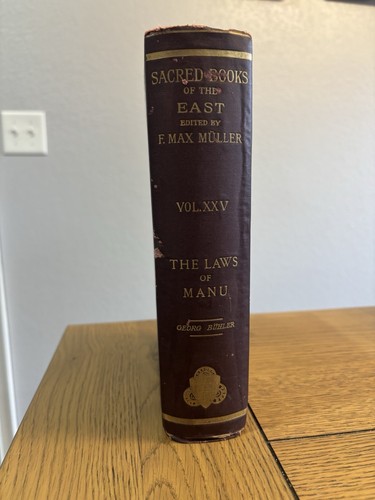 SACRED BOOKS
OF THE
EAST
EDITED BY
F. MAX MÜLLER
VOL. XXV
THE LAWS
OF
MANU
GEORG BÜHLER